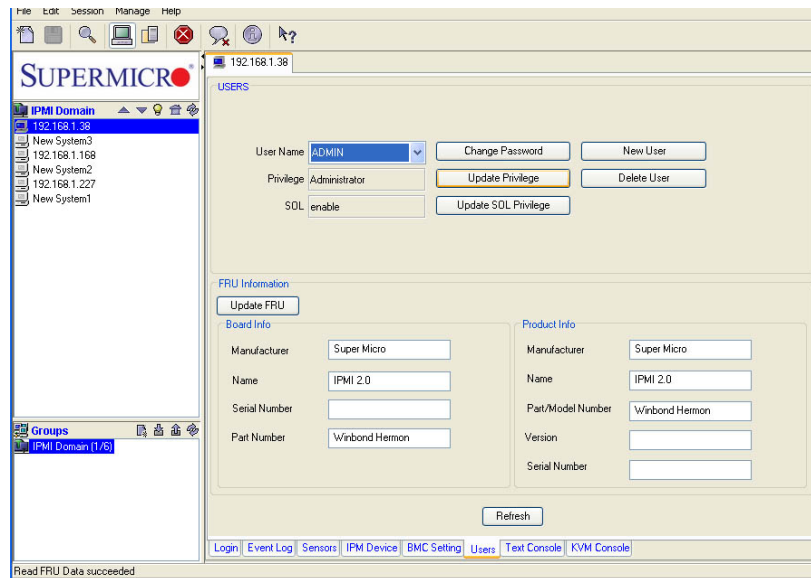 File Edit Session Manage Help
SUPERMICRO
IPMI Domain
192.168.1.38
New System3
192.168.1.168
New System2
192.168.1.227
New System1
Groups
IPMI Domain (1/6)
192.168.1.38
USERS
User Name ADMIN Change Password New User
Privilege Administrator Update Privilege Delete User
SOL enable Update SOL Privilege
FRU Information
Update FRU
Board Info
Manufacturer Super Micro
Name IPMI 2.0
Serial Number
Part Number Winbond Hermon
Product Info
Manufacturer Super Micro
Name IPMI 2.0
Part/Model Number Winbond Hermon
Version
Serial Number
Refresh
Login Event Log Sensors IPM Device BMC Setting Users Text Console KVM Console
Read FRU Data succeeded